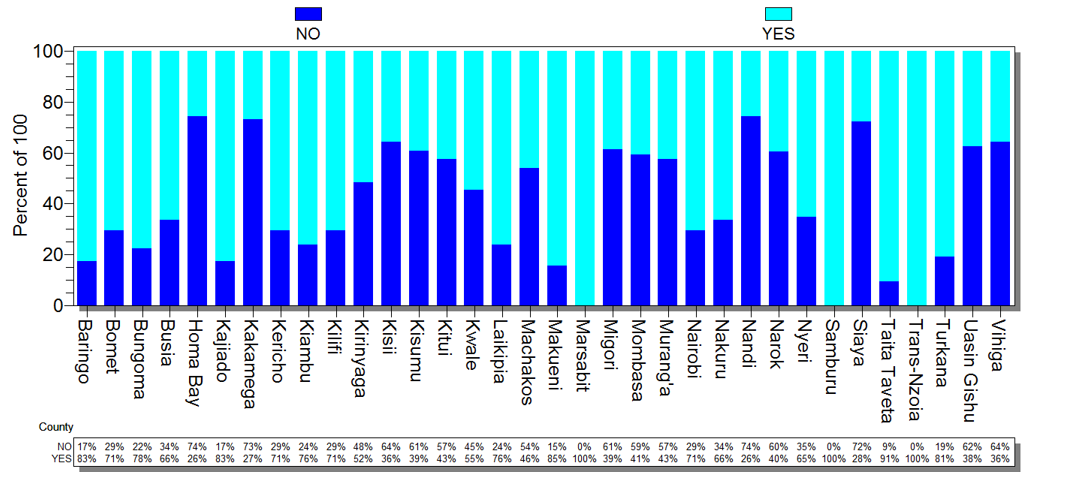 NO YES
Percent of 100
100
80
60
40
20
0
Baringo Bomet Bungoma Busia Homa Bay Kajiado Kakamega Kericho Kiambu Kilifi Kirinyaga Kisii Kisumu Kitui Kwale Laikipia Machakos Makueni Marsabit Migori Mombasa Murang'a Nairobi Nakuru Nandi Narok Nyeri Samburu Siaya Taita Taveta Trans-Nzoia Turkana Uasin Gishu Vihiga
County
NO 17% 29% 22% 34% 74% 17% 73% 29% 24% 29% 48% 64% 61% 57% 45% 24% 54% 15% 0% 61% 59% 57% 29% 34% 74% 60% 35% 0% 72% 9% 0% 19% 62% 64%
YES 83% 71% 78% 66% 26% 83% 27% 71% 76% 71% 52% 36% 39% 43% 55% 76% 46% 85% 100% 39% 41% 43% 71% 66% 26% 40% 65% 100% 28% 91% 100% 81% 38% 36%